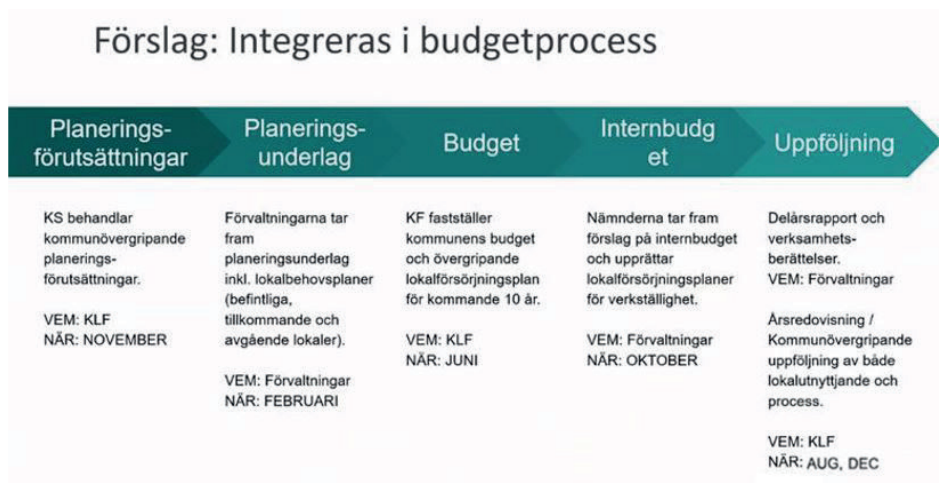 Förslag: Integreras i budgetprocess
Planerings-
förutsättningar
Planerings-
underlag
Budget
Internbudg
et
Uppföljning
KS behandlar
kommunövergripande
planerings-
förutsättningar.
VEM: KLF
NÄR: NOVEMBER
Förvaltningarna tar
fram
planeringsunderlag
inkl. lokalbehovsplaner
(befintliga,
tillkommande och
avgående lokaler).
VEM: Förvaltningar
NÄR: FEBRUARI
KF fastställer
kommunens budget
och övergripande
lokalförsörjningsplan
för kommande 10 år.
VEM: KLF
NÄR: JUNI
Nämnderna tar fram
förslag på internbudget
och upprättar
lokalförsörjningsplaner
för verkställighet.
VEM: Förvaltningar
NÄR: OKTOBER
Delårsrapport och
verksamhets-
berättelser.
VEM: Förvaltningar
Årsredovisning /
Kommunövergripande
uppföljning av både
lokalutnyttjande och
process.
VEM: KLF
NÄR: AUG, DEC